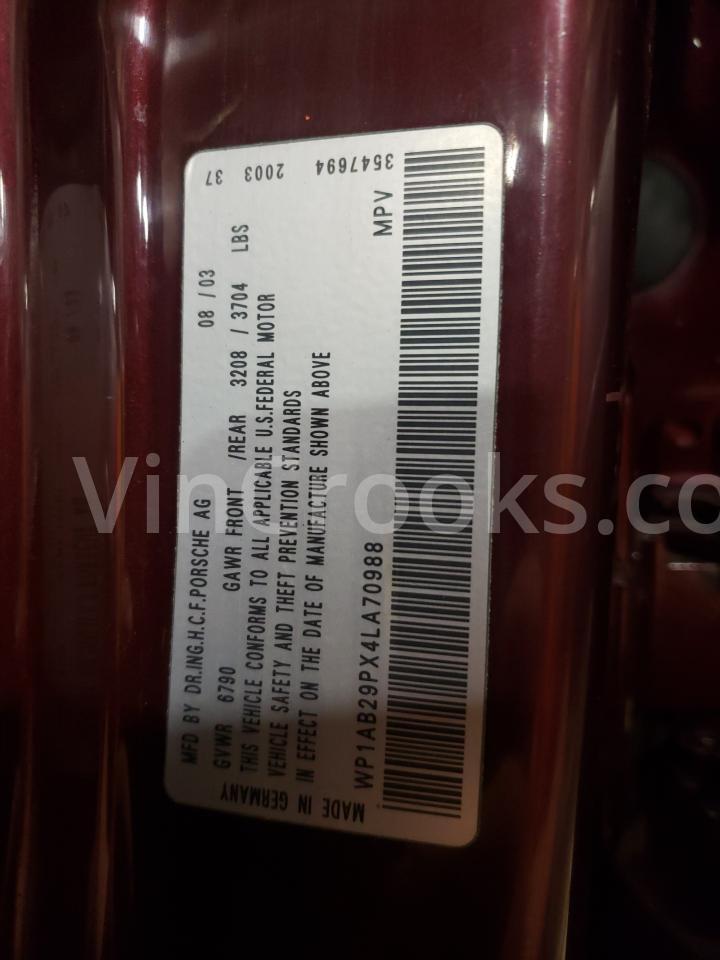 MFD BY DR.ING.H.C.F.PORSCHE AG 08 / 03
GVWR 6790 GAWR FRONT /REAR 3208 / 3704 LBS
THIS VEHICLE CONFORMS TO ALL APPLICABLE U.S.FEDERAL MOTOR
VEHICLE SAFETY AND THEFT PREVENTION STANDARDS
IN EFFECT ON THE DATE OF MANUFACTURE SHOWN ABOVE
WP1AB29PX4LA70988 MPV
MADE IN GERMANY
37 2003 3547694
VinCrooks.co